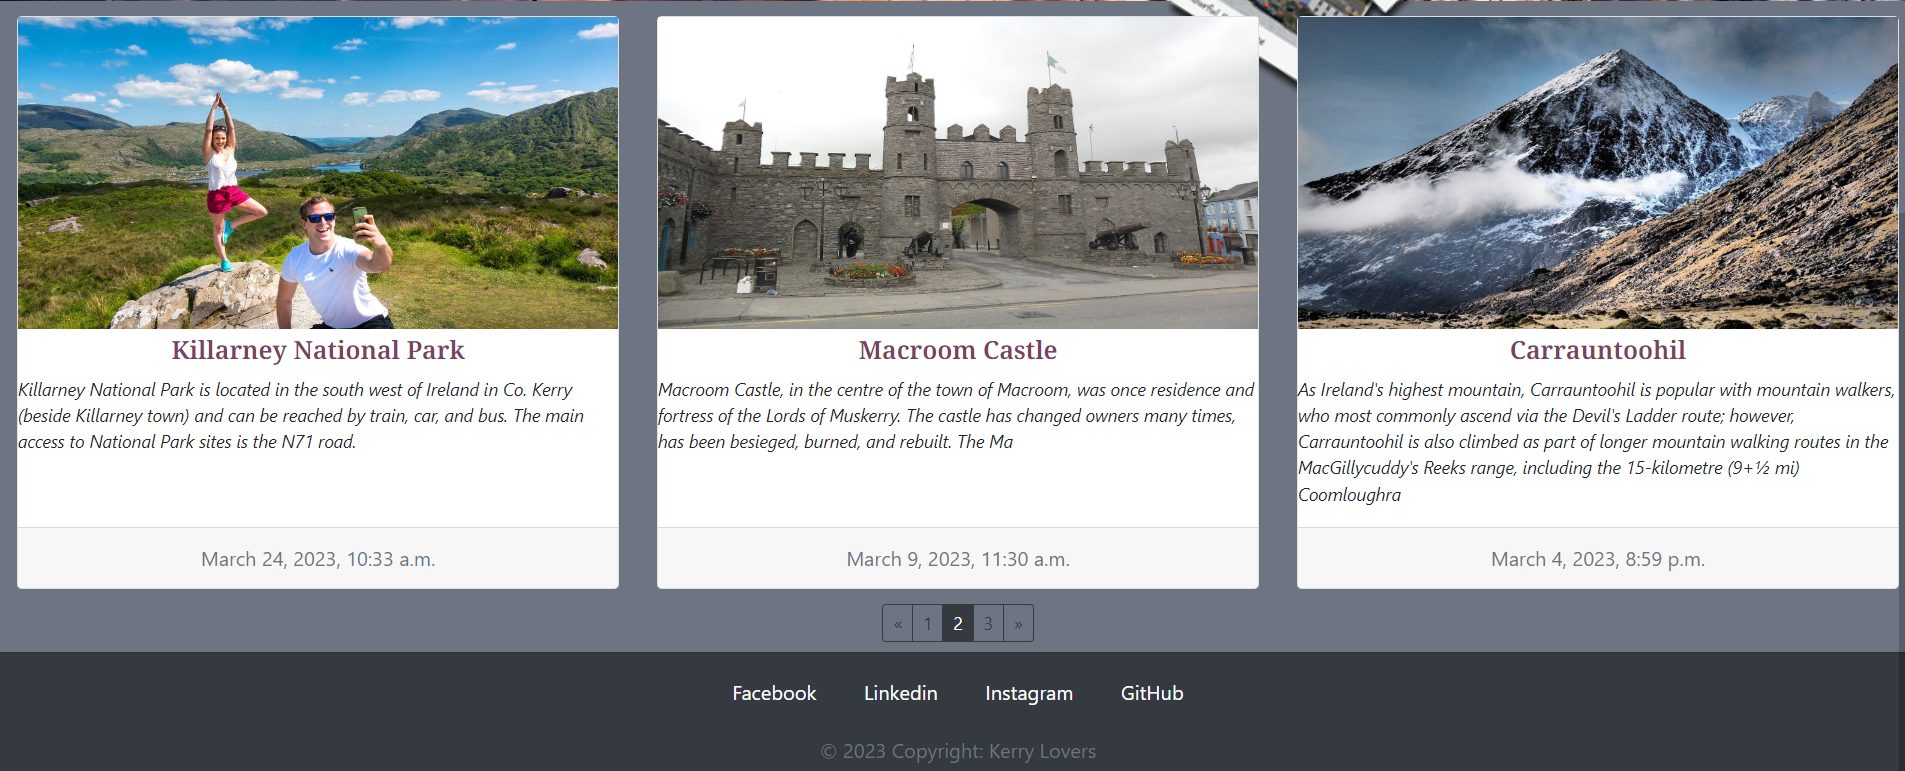 Killarney National Park
Killarney National Park is located in the south west of Ireland in Co. Kerry
(beside Killarney town) and can be reached by train, car, and bus. The main
access to National Park sites is the N71 road.
March 24, 2023, 10:33 a.m.
Macroom Castle
Macroom Castle, in the centre of the town of Macroom, was once residence and
fortress of the Lords of Muskerry. The castle has changed owners many times,
has been besieged, burned, and rebuilt. The Ma
March 9, 2023, 11:30 a.m.
Carrauntoohil
As Ireland's highest mountain, Carrauntoohil is popular with mountain walkers,
who most commonly ascend via the Devil's Ladder route; however,
Carrauntoohil is also climbed as part of longer mountain walking routes in the
MacGillycuddy's Reeks range, including the 15-kilometre (9+½ mi)
Coomloughra
March 4, 2023, 8:59 p.m.
« 1 2 3 »
Facebook Linkedin Instagram GitHub
© 2023 Copyright: Kerry Lovers